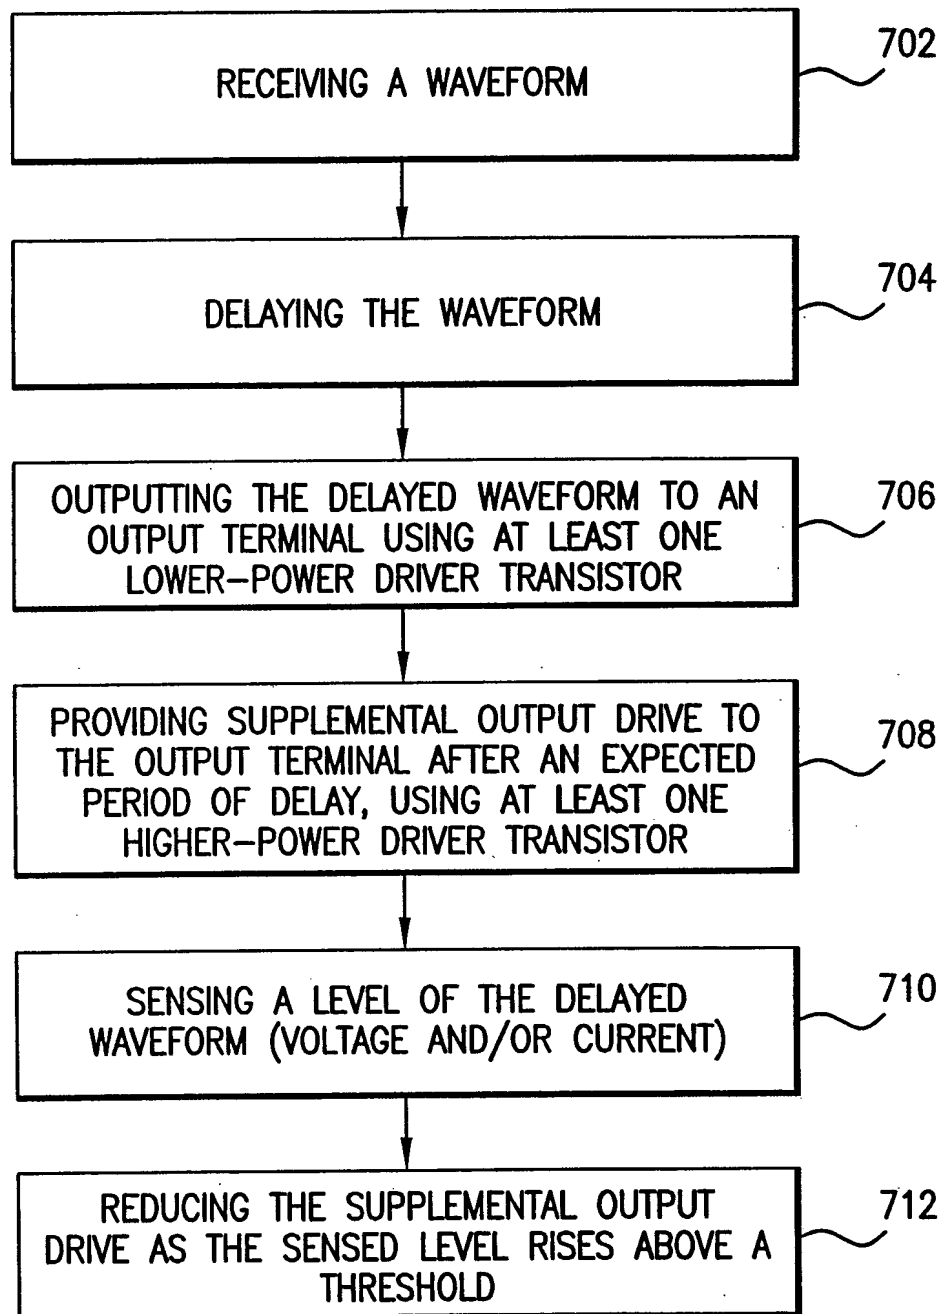 RECEIVING A WAVEFORM
702
DELAYING THE WAVEFORM
704
OUTPUTTING THE DELAYED WAVEFORM TO AN
OUTPUT TERMINAL USING AT LEAST ONE
LOWER-POWER DRIVER TRANSISTOR
706
PROVIDING SUPPLEMENTAL OUTPUT DRIVE TO
THE OUTPUT TERMINAL AFTER AN EXPECTED
PERIOD OF DELAY, USING AT LEAST ONE
HIGHER-POWER DRIVER TRANSISTOR
708
SENSING A LEVEL OF THE DELAYED
WAVEFORM (VOLTAGE AND/OR CURRENT)
710
REDUCING THE SUPPLEMENTAL OUTPUT
DRIVE AS THE SENSED LEVEL RISES ABOVE A
THRESHOLD
712